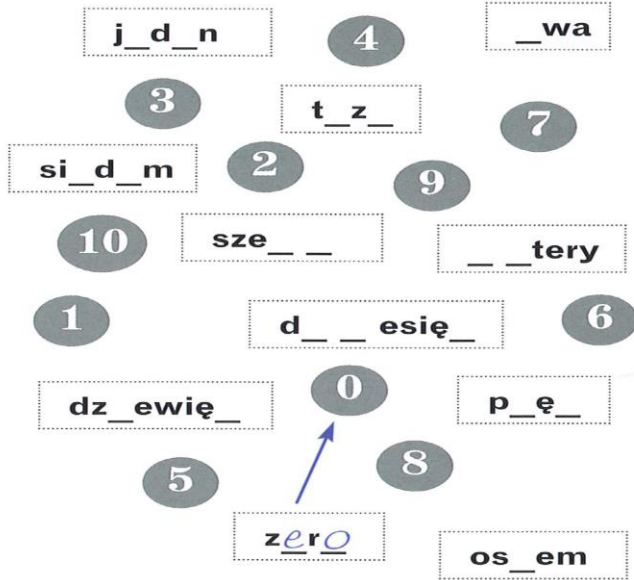 j_d_n
4
_wa
3
t_z_
7
si_d_m
2
9
10
sze_ _
_ _tery
1
d_ _ esię_
6
dz_ewię_
0
p_ę_
5
8
zero
os_em